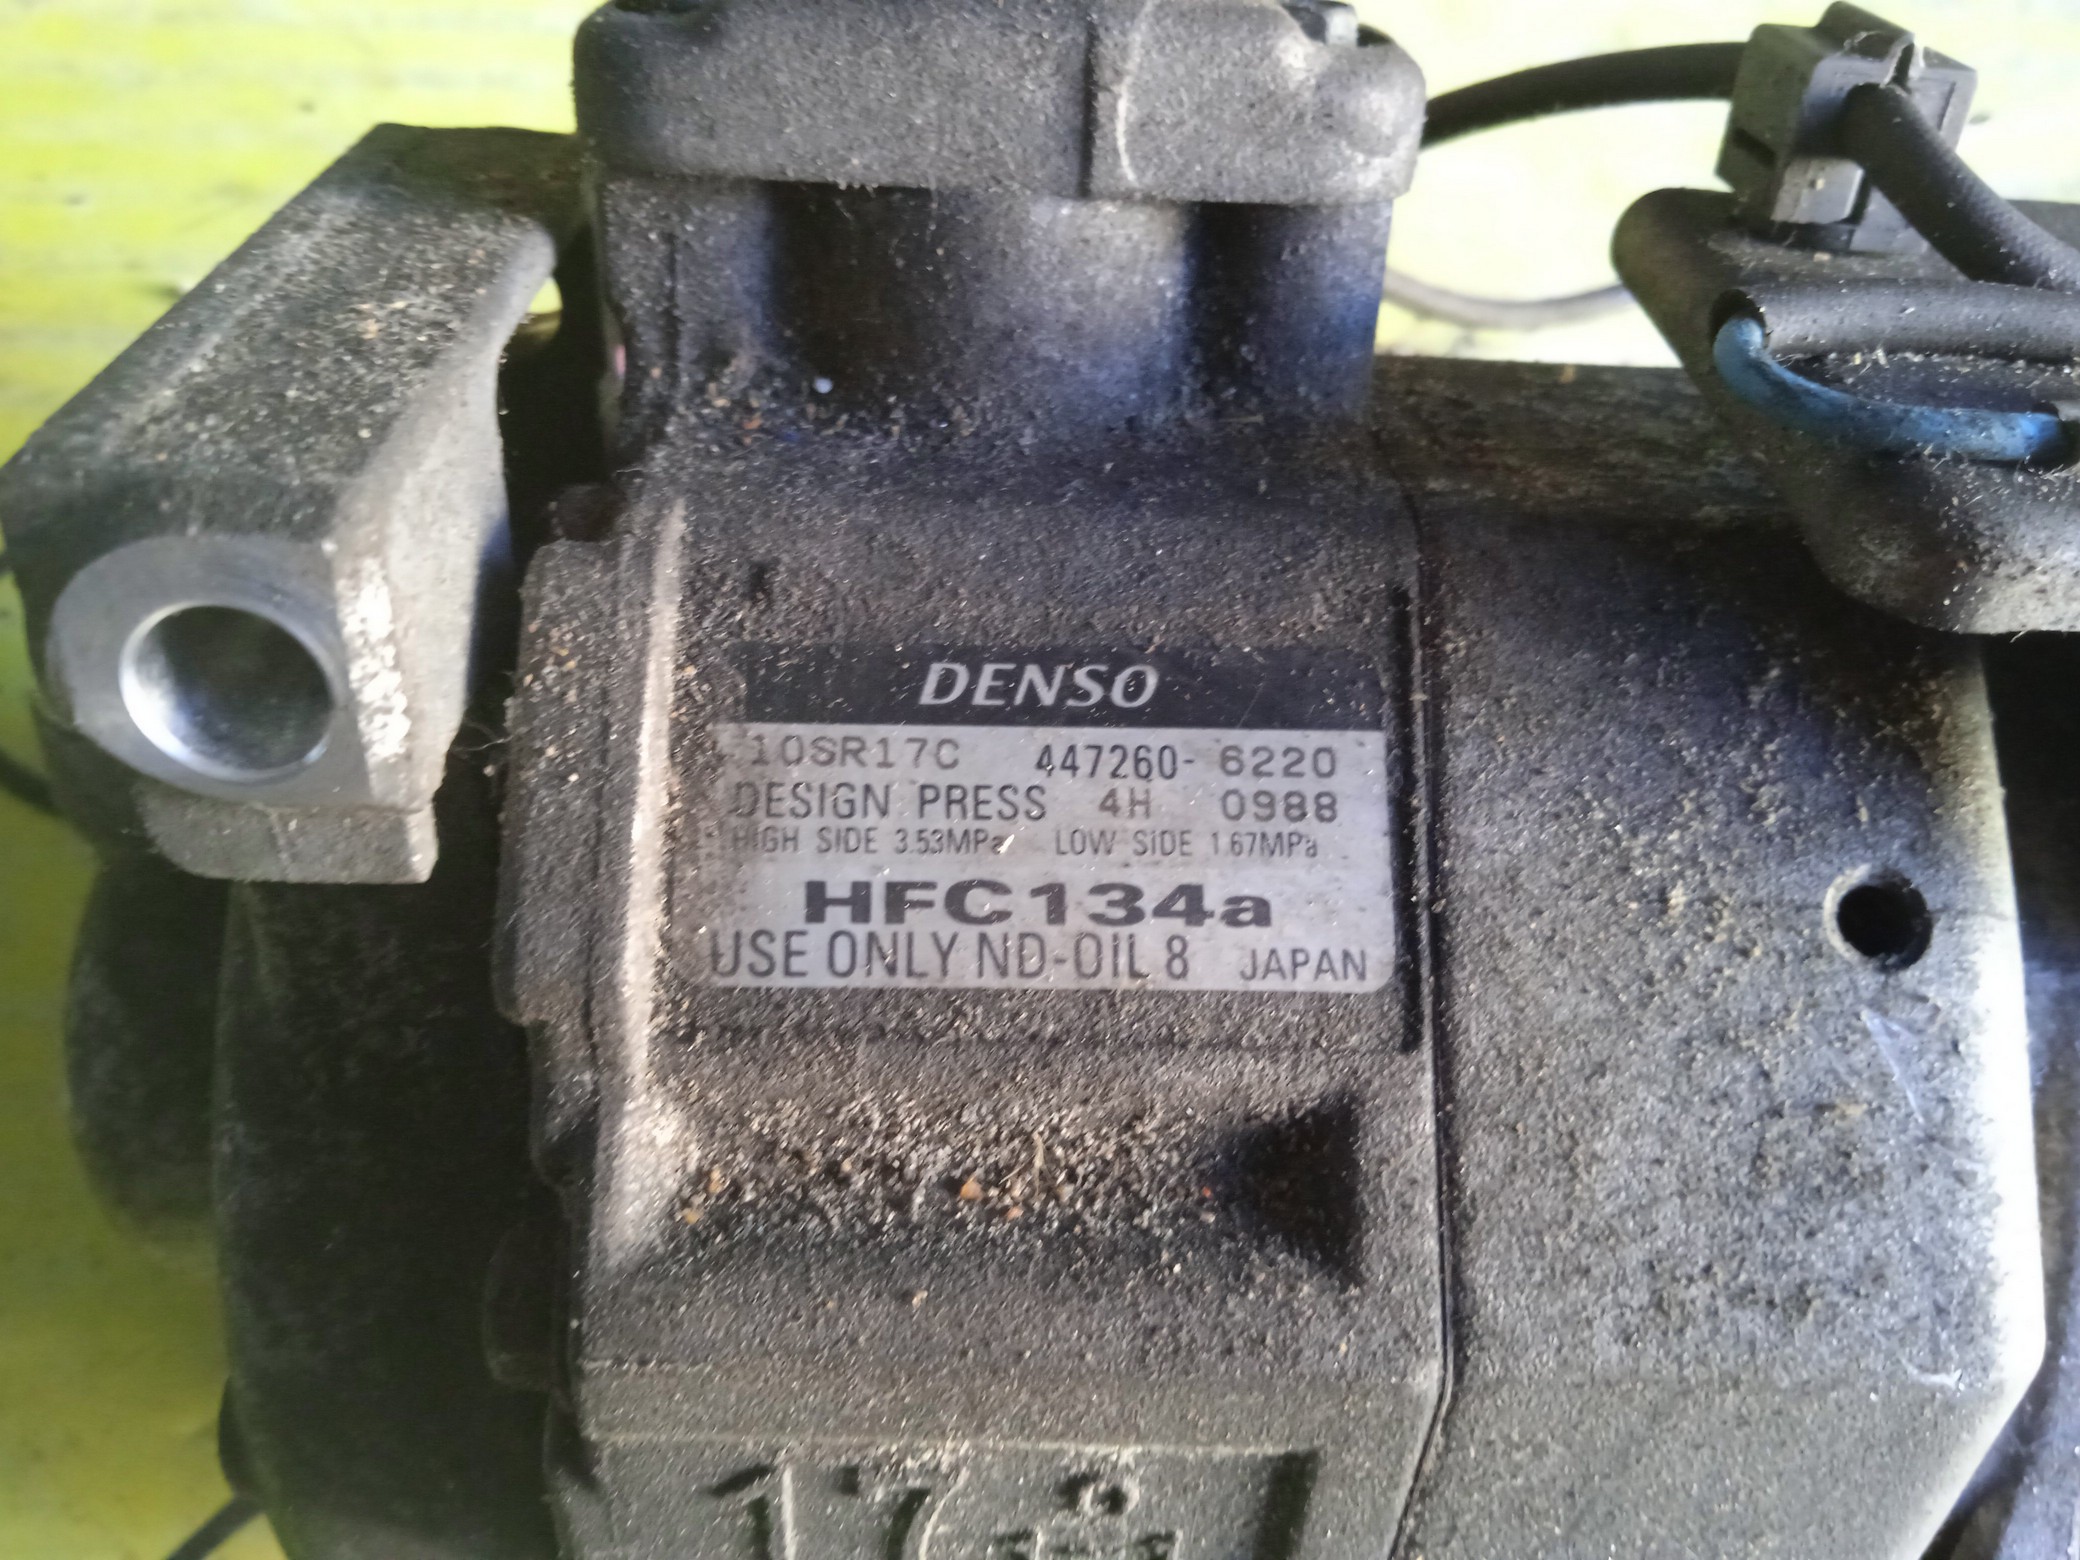 DENSO
10SR17C 447260-6220
DESIGN PRESS 4H 0988
HIGH SIDE 3.53MPa LOW SIDE 1.67MPa
HFC134a
USE ONLY ND-OIL 8 JAPAN
17C